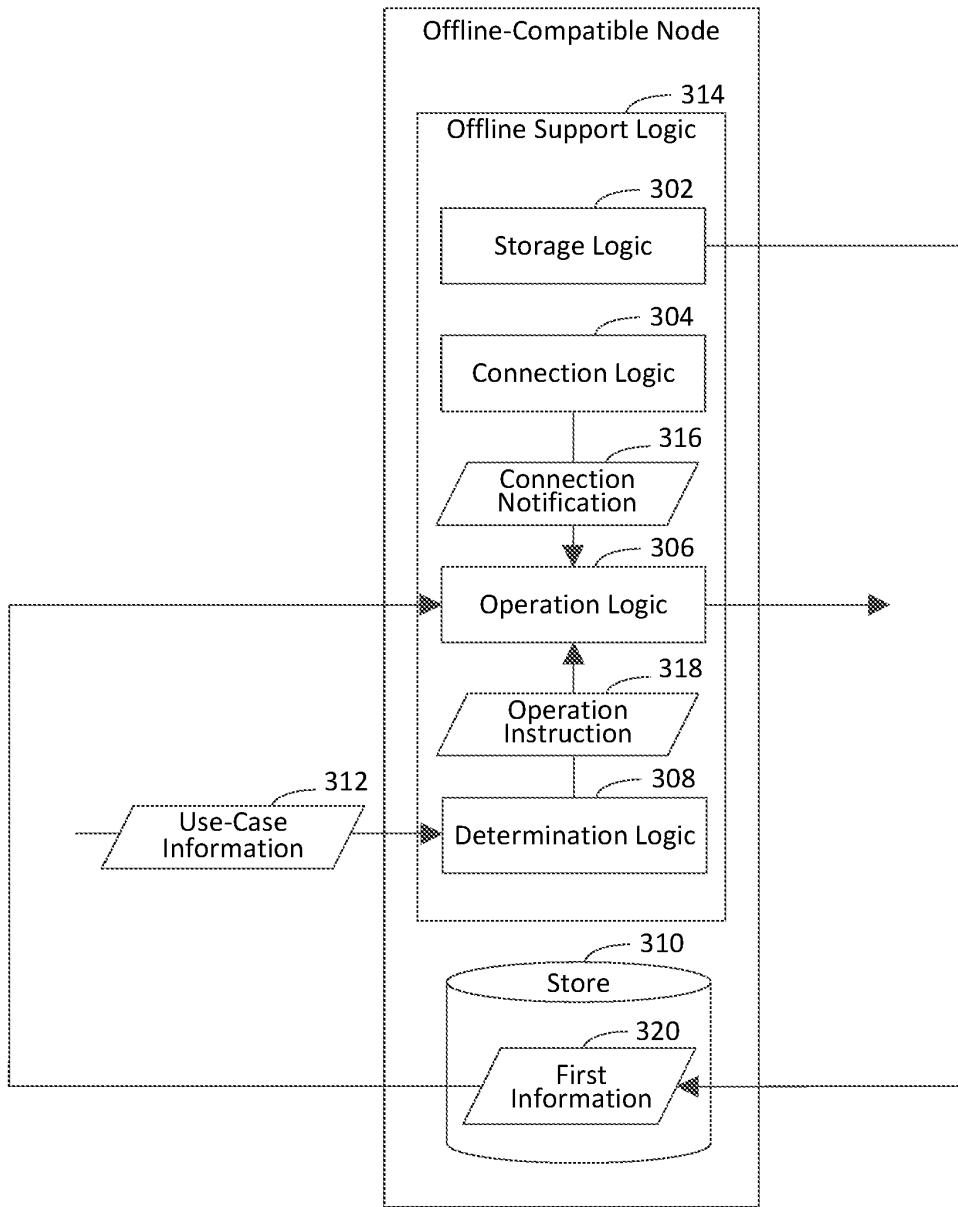 Offline-Compatible Node
314
Offline Support Logic
302
Storage Logic
304
Connection Logic
316
Connection
Notification
306
Operation Logic
318
Operation
Instruction
312
308
Use-Case
Information
Determination Logic
310
Store
320
First
Information